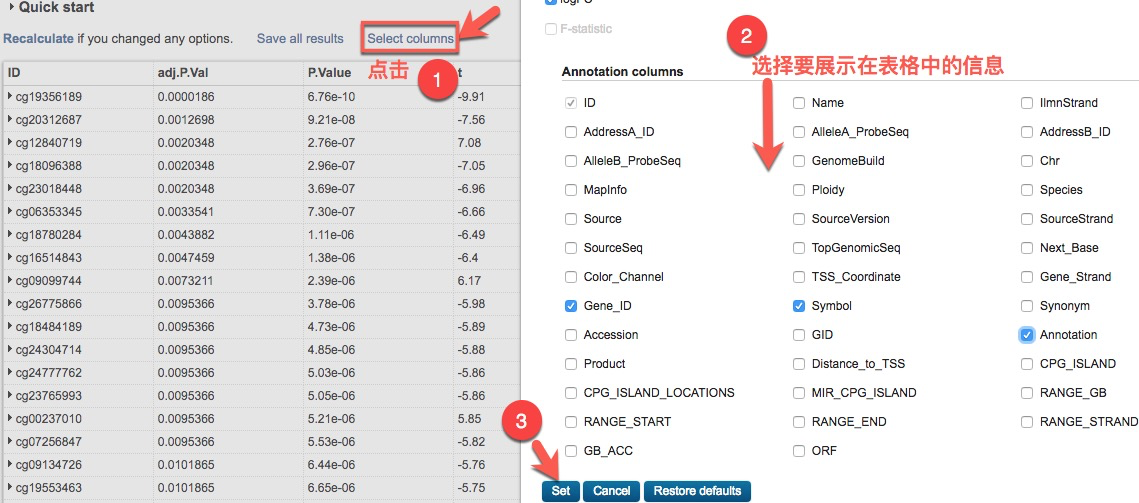 Quick start
Recalculate if you changed any options. Save all results Select columns
点击
1
ID adj.P.Val P.Value t
cg19356189 0.0000186 6.76e-10 -9.91
cg20312687 0.0012698 9.21e-08 -7.56
cg12840719 0.0020348 2.76e-07 7.08
cg18096388 0.0020348 2.96e-07 -7.05
cg23018448 0.0020348 3.69e-07 -6.96
cg06353345 0.0033541 7.30e-07 -6.66
cg18780284 0.0043882 1.11e-06 -6.49
cg16514843 0.0047459 1.38e-06 -6.4
cg09099744 0.0073211 2.39e-06 6.17
cg26775866 0.0095366 3.78e-06 -5.98
cg18484189 0.0095366 4.73e-06 -5.89
cg24304714 0.0095366 4.85e-06 -5.88
cg24777762 0.0095366 5.03e-06 -5.86
cg23765993 0.0095366 5.05e-06 -5.86
cg00237010 0.0095366 5.21e-06 5.85
cg07256847 0.0095366 5.53e-06 -5.82
cg09134726 0.0101865 6.44e-06 -5.76
cg19553463 0.0101865 6.65e-06 -5.75
logFC
F-statistic
2
选择要展示在表格中的信息
Annotation columns
ID Name IlmnStrand
AddressA_ID AlleleA_ProbeSeq AddressB_ID
AlleleB_ProbeSeq GenomeBuild Chr
MapInfo Ploidy Species
Source SourceVersion SourceStrand
SourceSeq TopGenomicSeq Next_Base
Color_Channel TSS_Coordinate Gene_Strand
Gene_ID Symbol Synonym
Accession GID Annotation
Product Distance_to_TSS CPG_ISLAND
CPG_ISLAND_LOCATIONS MIR_CPG_ISLAND RANGE_GB
RANGE_START RANGE_END RANGE_STRAND
GB_ACC ORF
3
Set Cancel Restore defaults